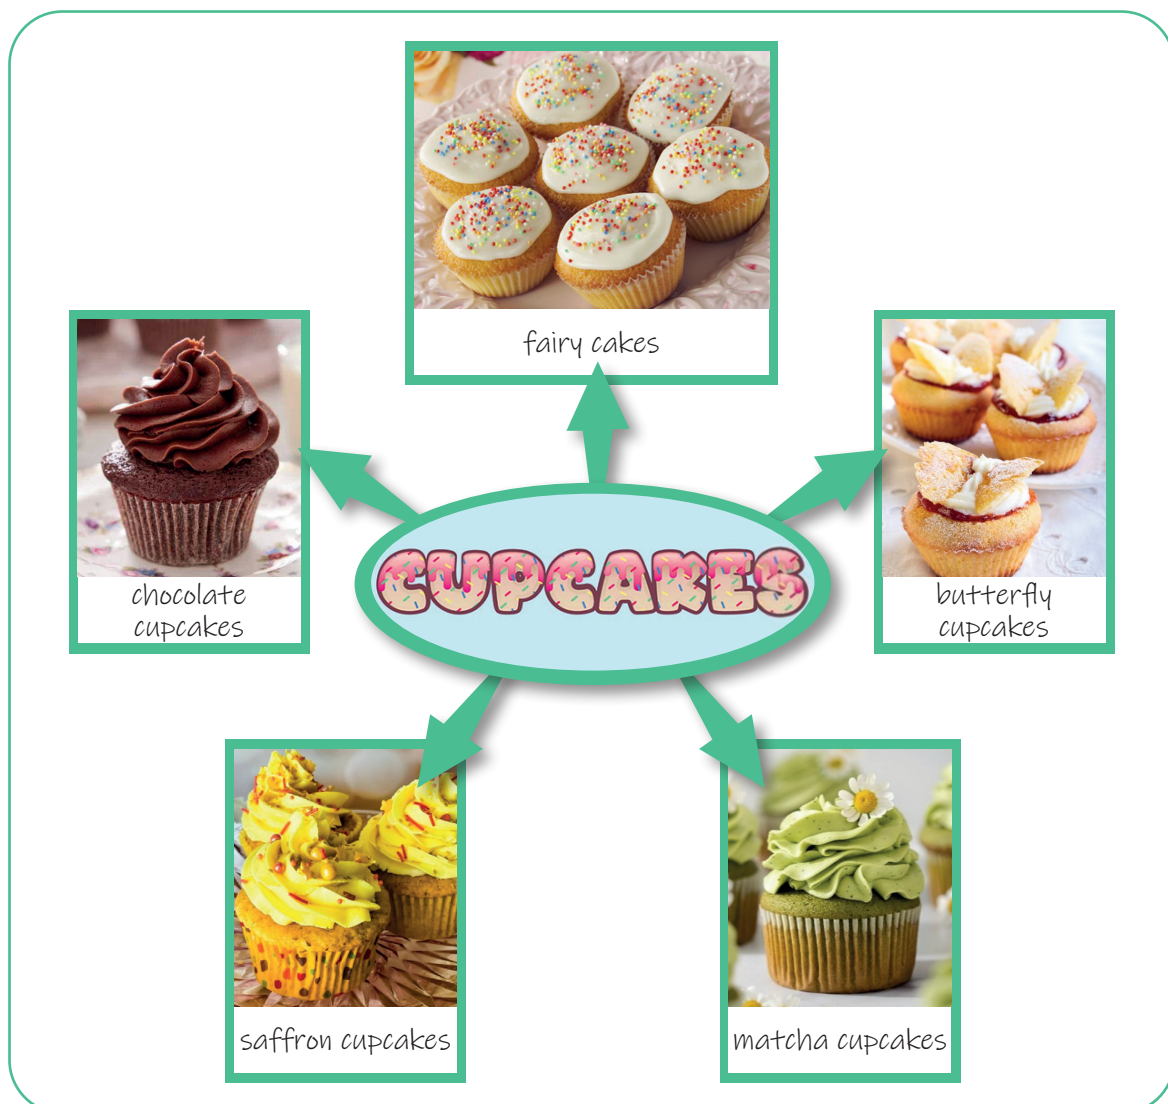 fairy cakes
chocolate
cupcakes
butterfly
cupcakes
CUPCAKES
saffron cupcakes
matcha cupcakes